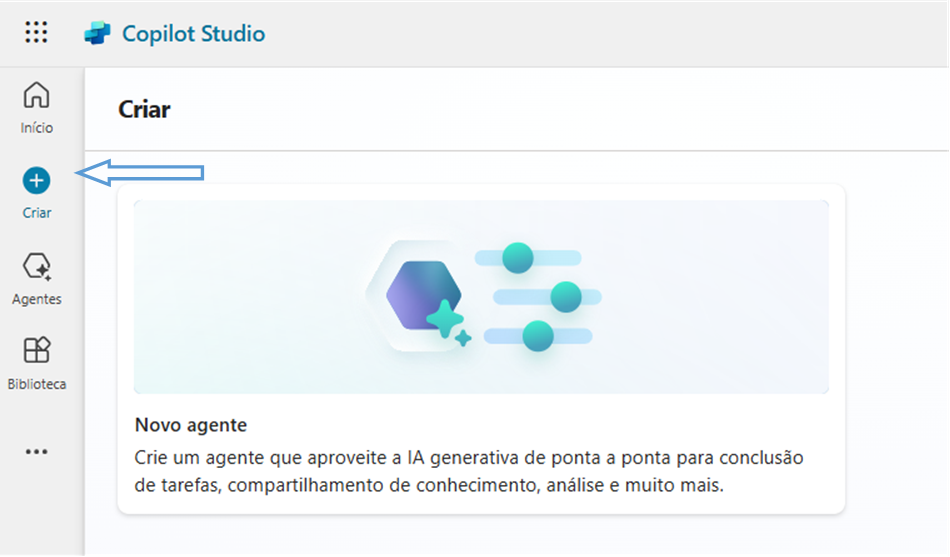 Copilot Studio
Início
Criar
Agentes
Biblioteca
Criar
Novo agente
Crie um agente que aproveite a IA generativa de ponta a ponta para conclusão
de tarefas, compartilhamento de conhecimento, análise e muito mais.